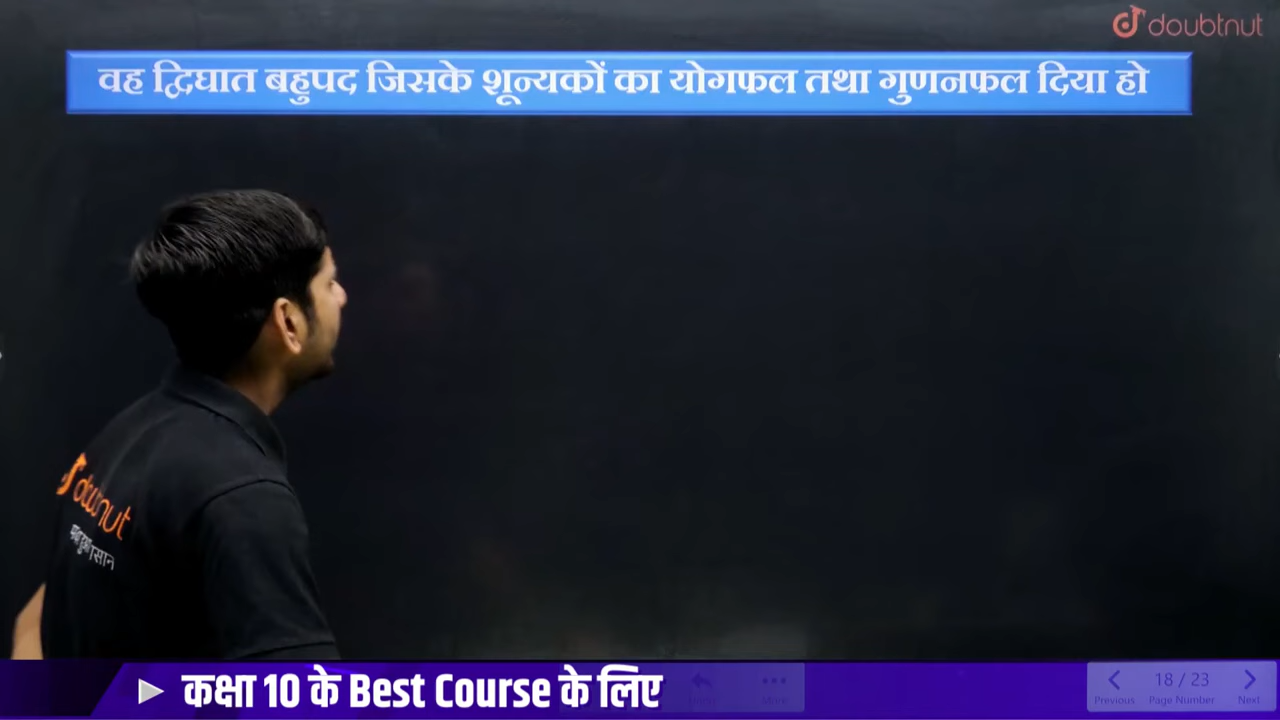 doubtnut
वह द्विघात बहुपद जिसके शून्यकों का योगफल तथा गुणनफल दिया हो
doubtnut
कक्षा 10 के Best Course के लिए
18 / 23
Previous Page Number Next
More